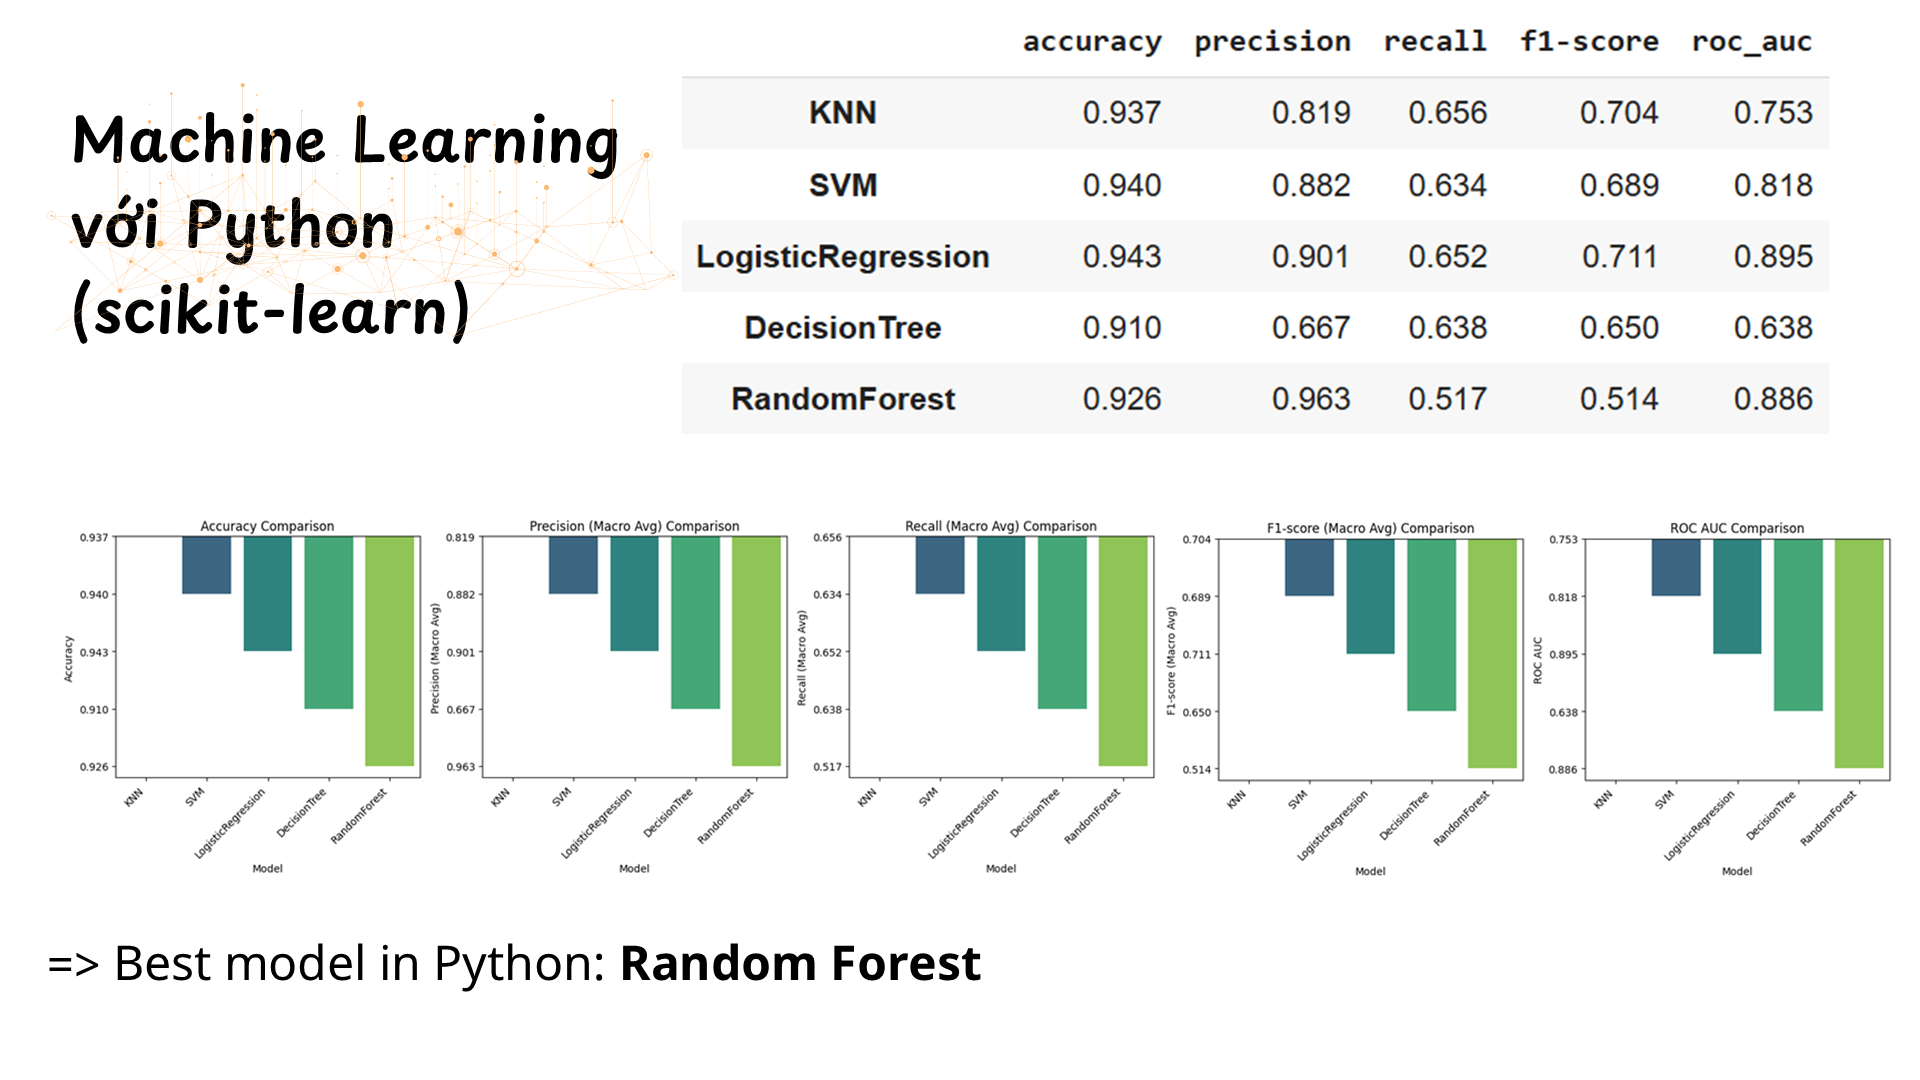 Machine Learning
với Python
(scikit-learn)
accuracy precision recall f1-score roc_auc
KNN 0.937 0.819 0.656 0.704 0.753
SVM 0.940 0.882 0.634 0.689 0.818
LogisticRegression 0.943 0.901 0.652 0.711 0.895
DecisionTree 0.910 0.667 0.638 0.650 0.638
RandomForest 0.926 0.963 0.517 0.514 0.886
Accuracy Comparison
0.937
0.940
0.943
0.910
0.926
Accuracy
KNN
SVM
LogisticRegression
DecisionTree
RandomForest
Model
Precision (Macro Avg) Comparison
0.819
0.882
0.901
0.667
0.963
Precision (Macro Avg)
KNN
SVM
LogisticRegression
DecisionTree
RandomForest
Model
Recall (Macro Avg) Comparison
0.656
0.634
0.652
0.638
0.517
Recall (Macro Avg)
KNN
SVM
LogisticRegression
DecisionTree
RandomForest
Model
F1-score (Macro Avg) Comparison
0.704
0.689
0.711
0.650
0.514
F1-score (Macro Avg)
KNN
SVM
LogisticRegression
DecisionTree
RandomForest
Model
ROC AUC Comparison
0.753
0.818
0.895
0.638
0.886
ROC AUC
KNN
SVM
LogisticRegression
DecisionTree
RandomForest
Model
=> Best model in Python: Random Forest